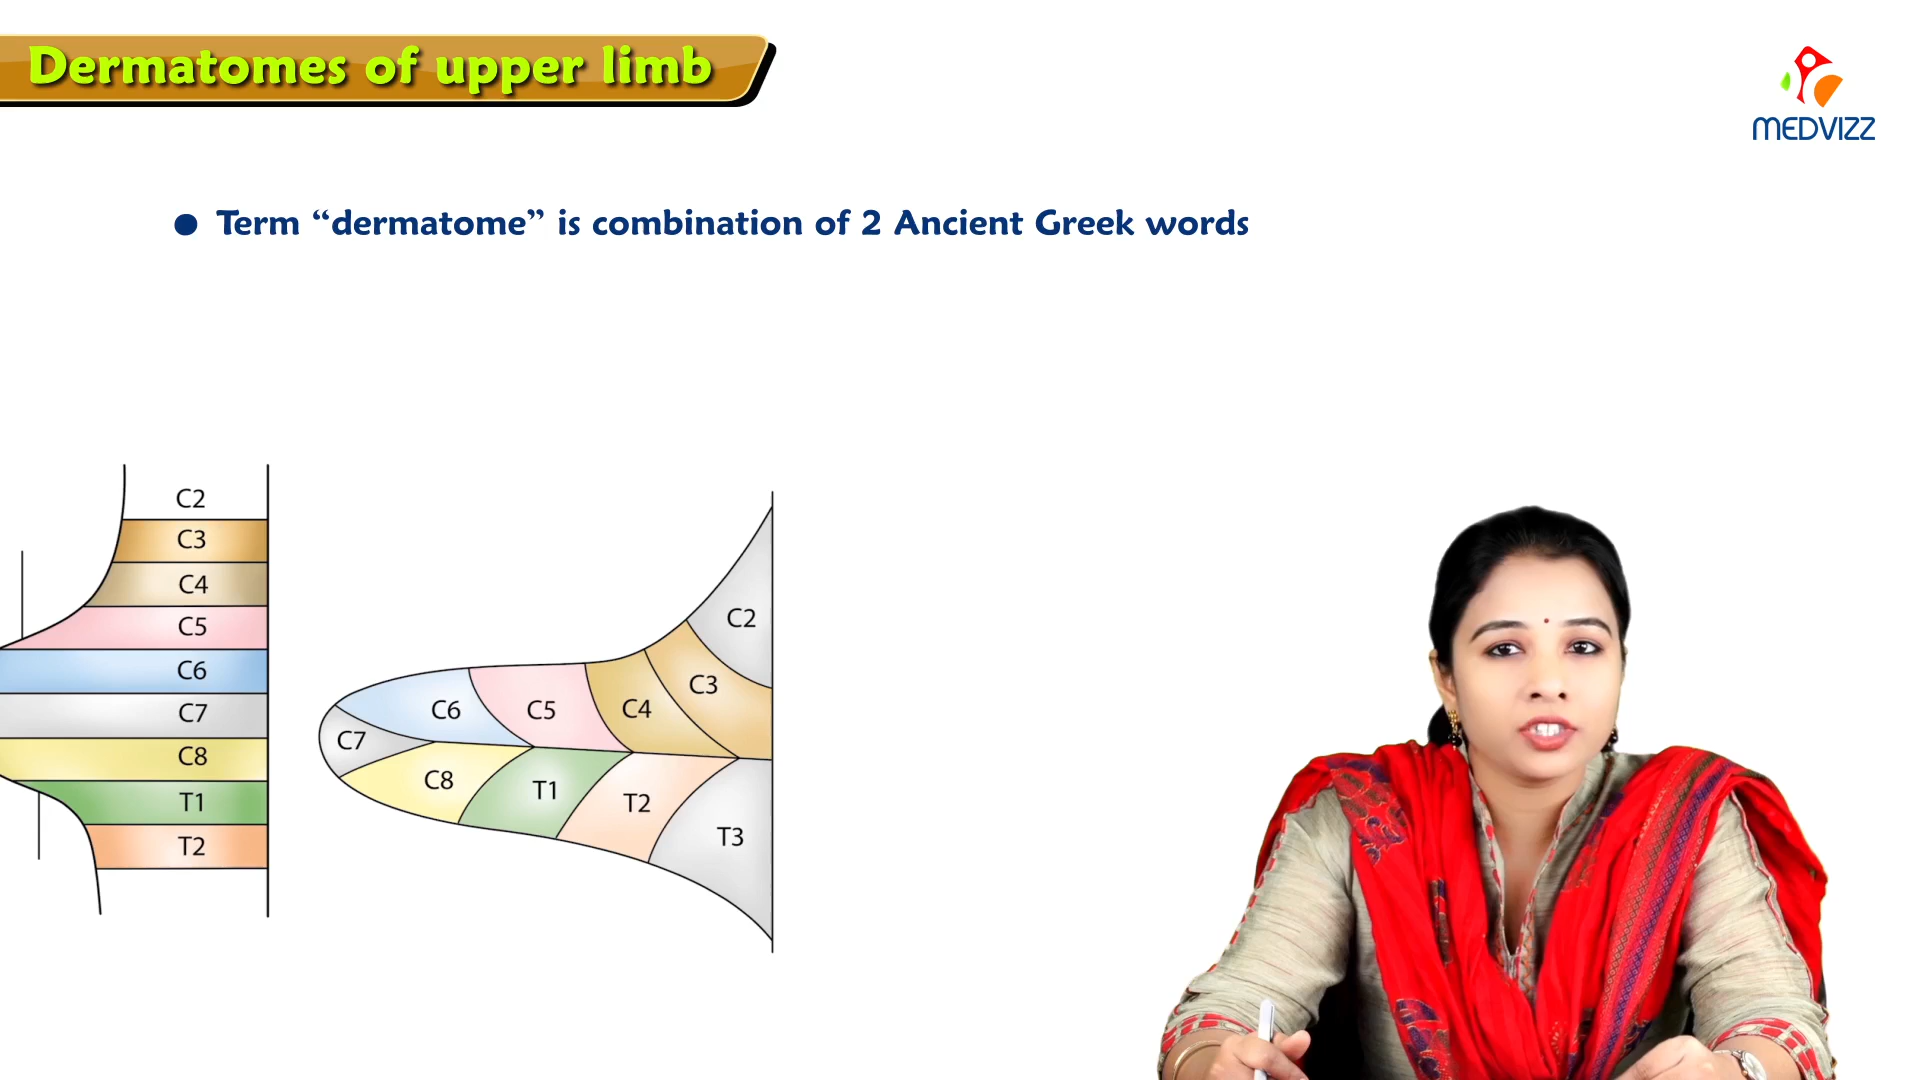 Dermatomes of upper limb
MEDVIZZ
● Term “dermatome” is combination of 2 Ancient Greek words
C2
C3
C4
C5
C6
C7
C8
T1
T2
C2
C3
C4
C5
C6
C7
C8
T1
T2
T3